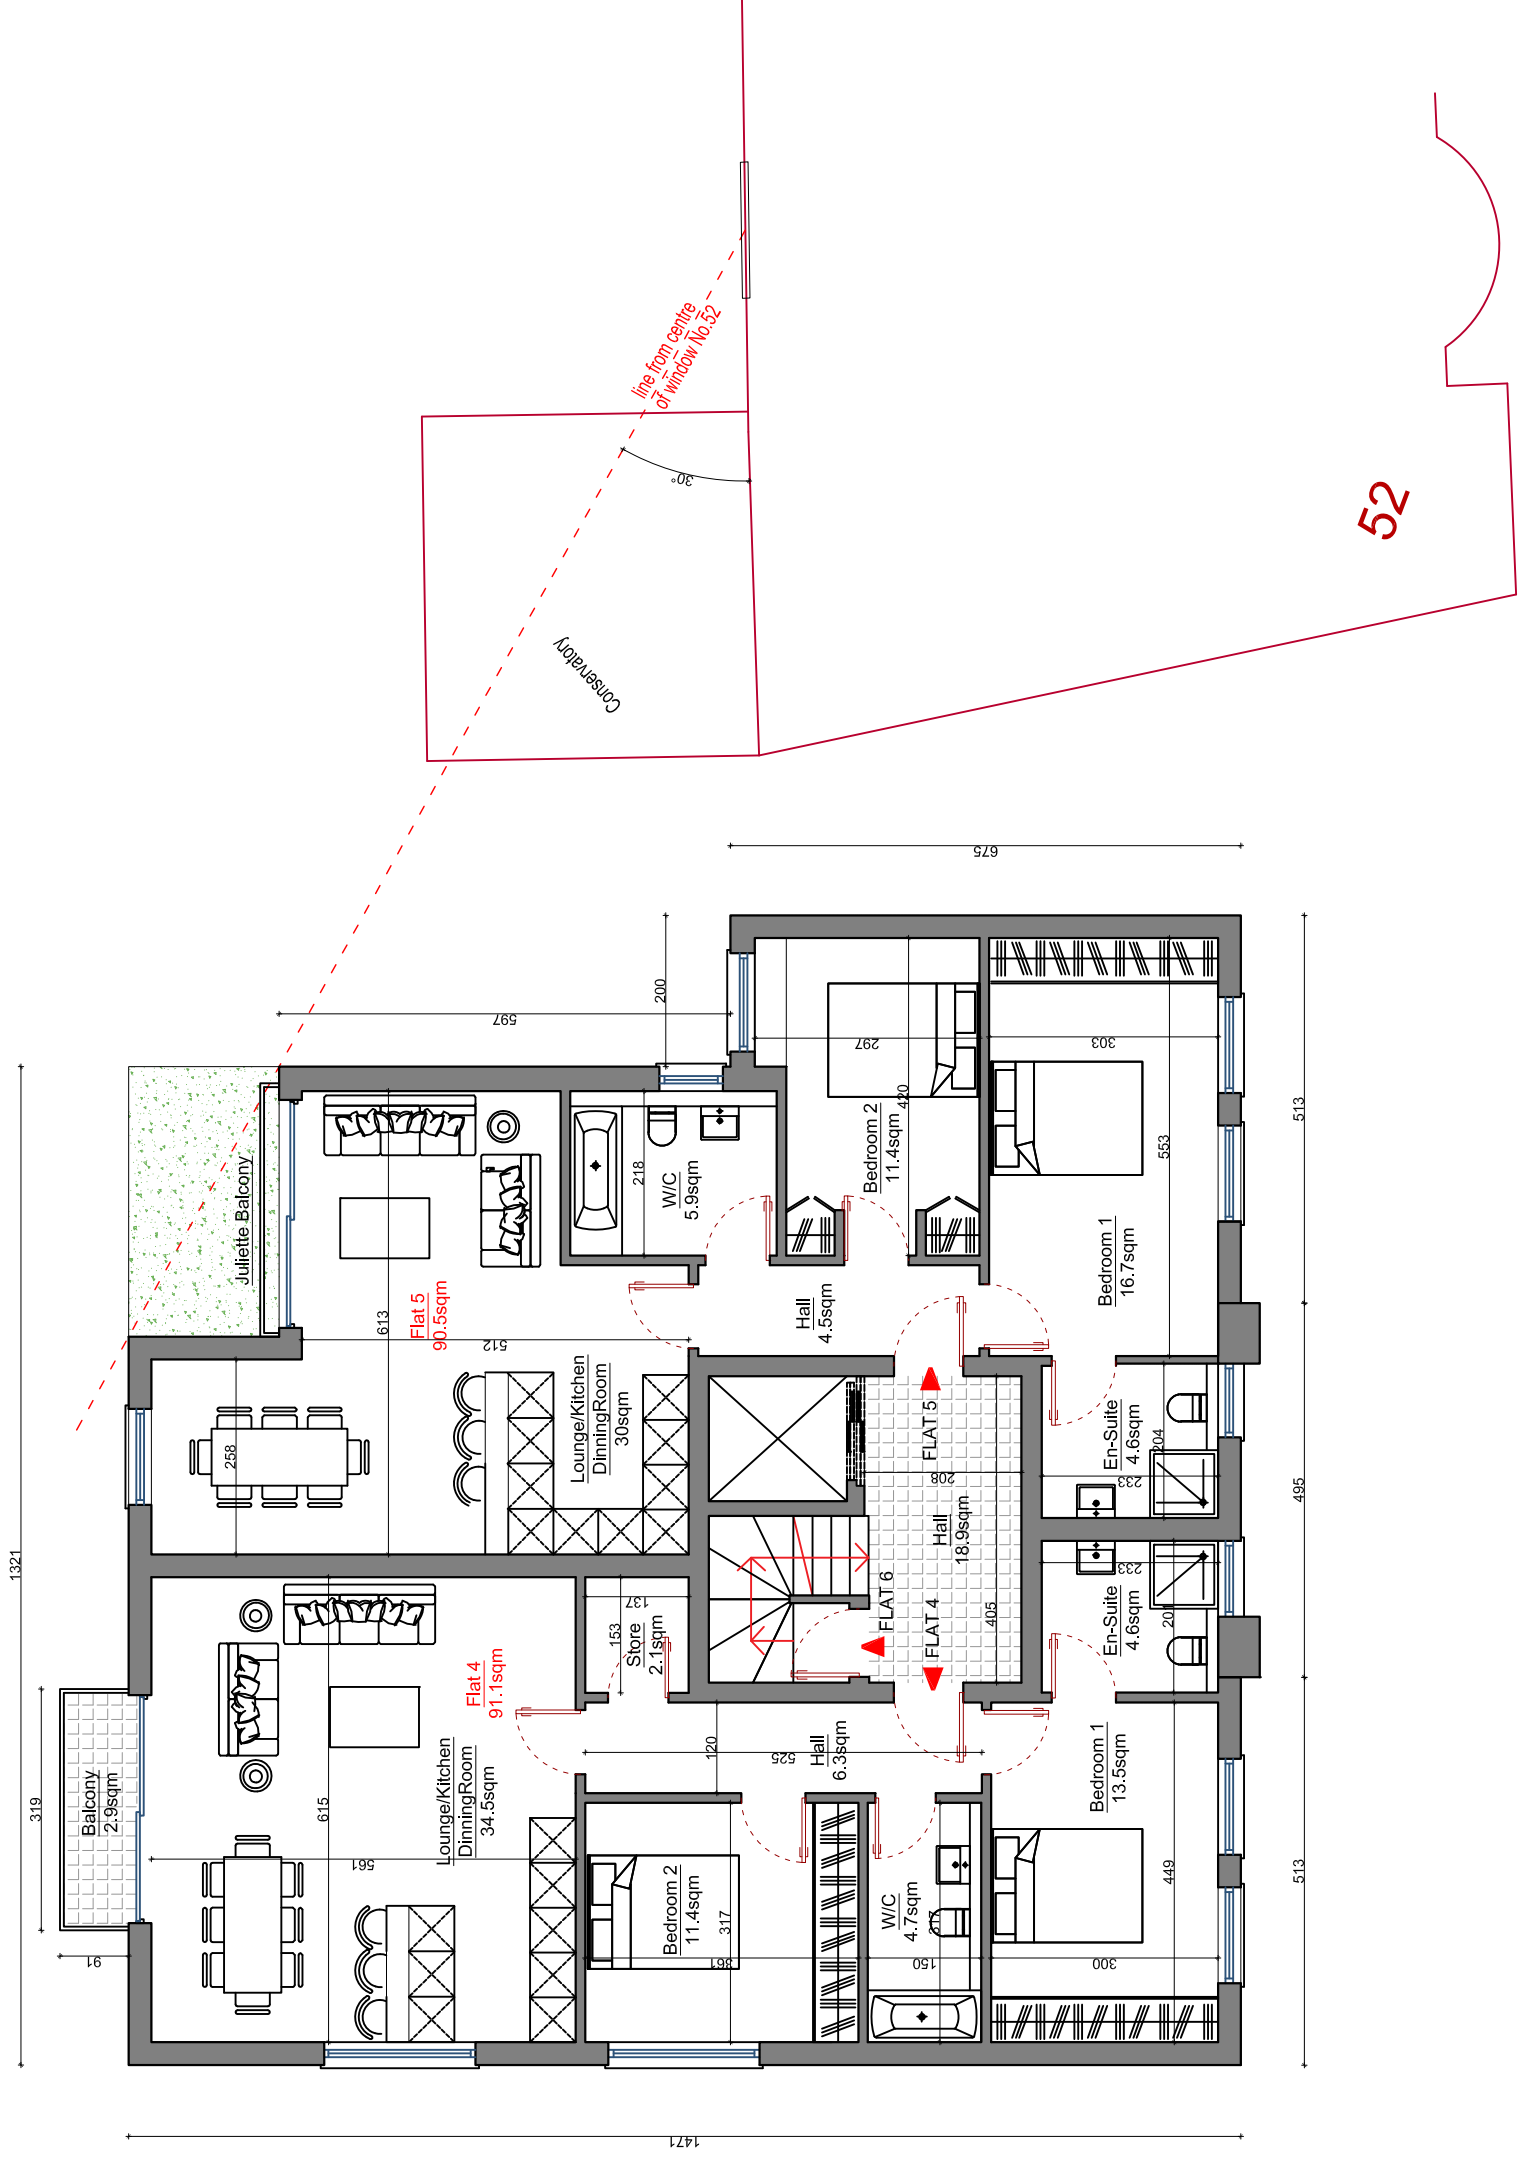 52
line from centre
of window No.52
30°
Conservatory
675
200
597
1321
513
495
513
1471
Juliette Balcony
Flat 5
90.5sqm
613
512
258
Lounge/Kitchen
DinningRoom
30sqm
W/C
5.9sqm
218
Bedroom 2
11.4sqm
297
420
Bedroom 1
16.7sqm
303
553
Hall
4.5sqm
En-Suite
4.6sqm
204
233
FLAT 5
208
Hall
18.9sqm
FLAT 6
FLAT 4
405
En-Suite
4.6sqm
233
201
Store
2.1sqm
137
153
Flat 4
91.1sqm
Balcony
2.9sqm
319
91
615
561
Lounge/Kitchen
DinningRoom
34.5sqm
120
525
Hall
6.3sqm
Bedroom 2
11.4sqm
317
361
W/C
4.7sqm
317
150
Bedroom 1
13.5sqm
449
300